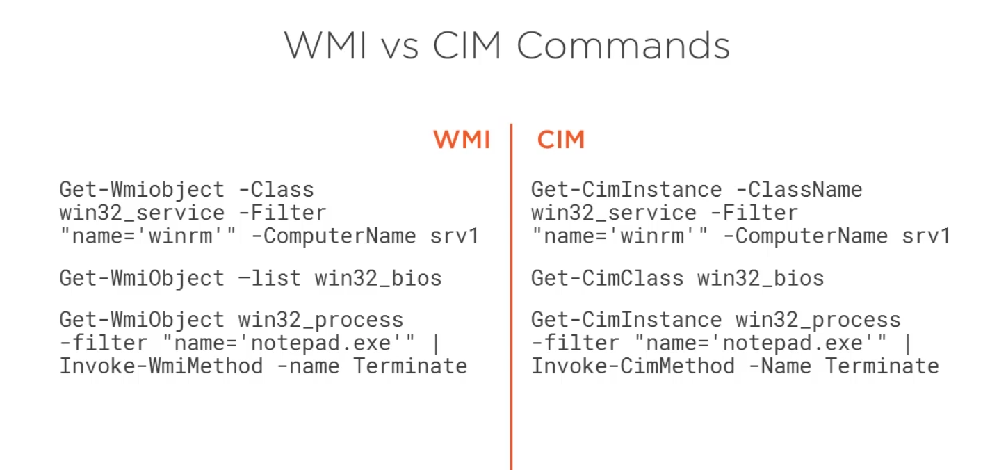 WMI vs CIM Commands
WMI
Get-Wmiobject -Class
win32_service -Filter
"name='winrm'" -ComputerName srv1
Get-WmiObject –list win32_bios
Get-WmiObject win32_process
-filter "name='notepad.exe'" |
Invoke-WmiMethod -name Terminate
CIM
Get-CimInstance -ClassName
win32_service -Filter
"name='winrm'" -ComputerName srv1
Get-CimClass win32_bios
Get-CimInstance win32_process
-filter "name='notepad.exe'" |
Invoke-CimMethod -Name Terminate